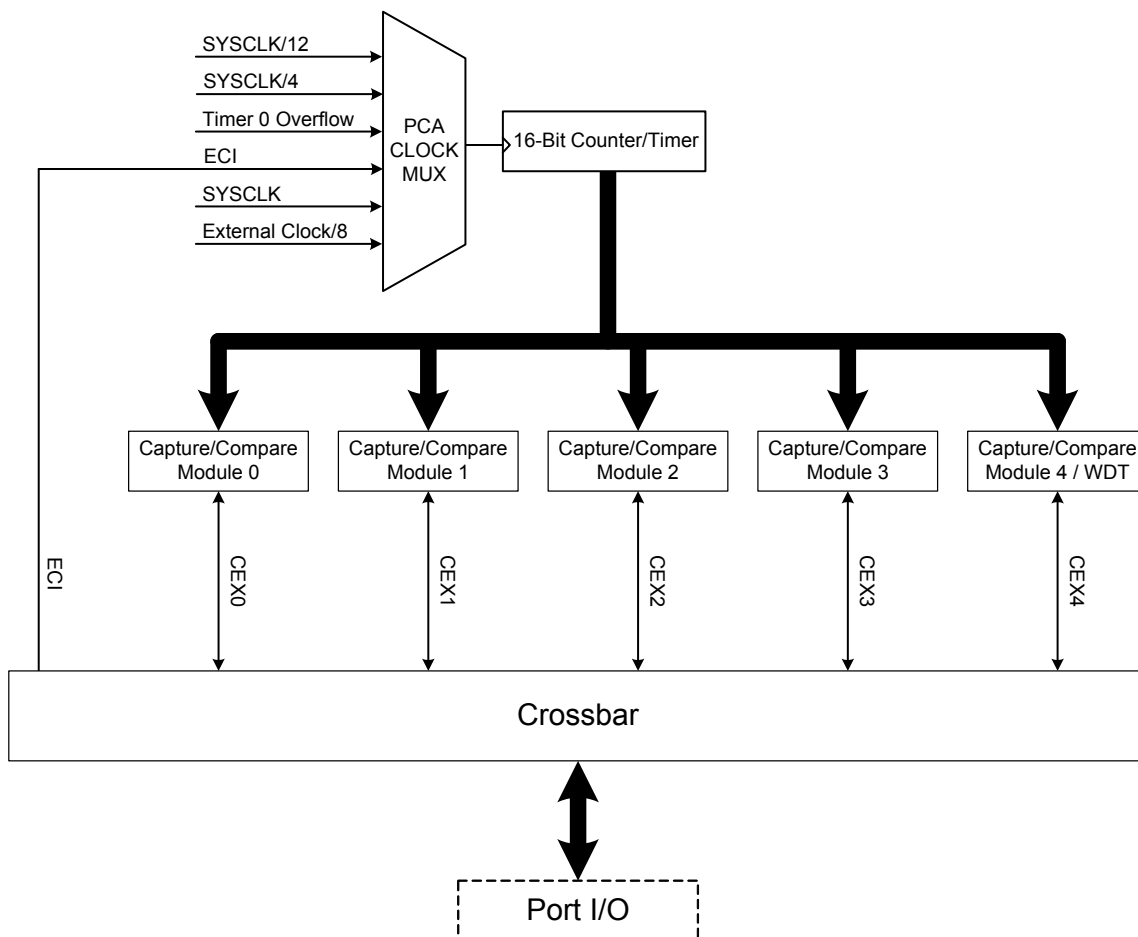 SYSCLK/12
SYSCLK/4
Timer 0 Overflow
ECI
SYSCLK
External Clock/8
PCA
CLOCK
MUX
16-Bit Counter/Timer
Capture/Compare
Module 0
Capture/Compare
Module 1
Capture/Compare
Module 2
Capture/Compare
Module 3
Capture/Compare
Module 4 / WDT
ECI
CEX0
CEX1
CEX2
CEX3
CEX4
Crossbar
Port I/O